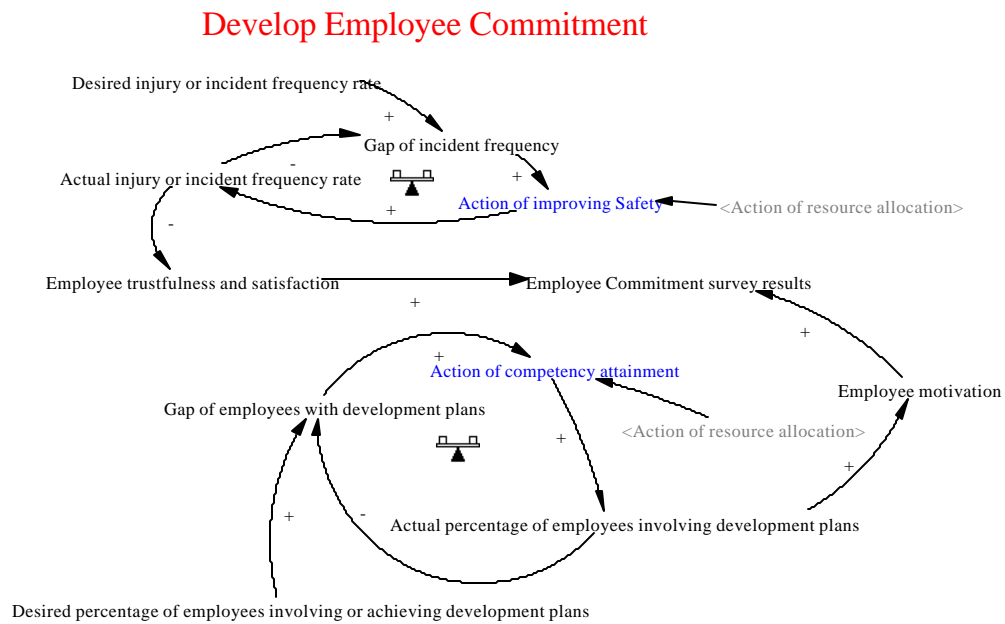 Develop Employee Commitment
Desired injury or incident frequency rate
+
Gap of incident frequency
-
Actual injury or incident frequency rate
+
Action of improving Safety
<Action of resource allocation>
+
-
Employee trustfulness and satisfaction
Employee Commitment survey results
+
+
+
Action of competency attainment
Employee motivation
Gap of employees with development plans
<Action of resource allocation>
+
+
-
+
Actual percentage of employees involving development plans
Desired percentage of employees involving or achieving development plans